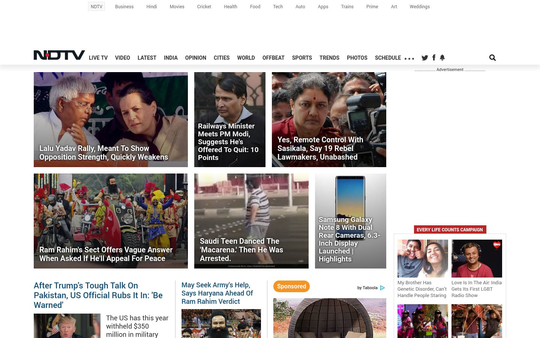 NDTV Business Hindi Movies Cricket Health Food Tech Auto Apps Trains Prime Art Weddings
NDTV LIVE TV VIDEO LATEST INDIA OPINION CITIES WORLD OFFBEAT SPORTS TRENDS PHOTOS SCHEDULE
Advertisement
Lalu Yadav Rally, Meant To Show
Opposition Strength, Quickly Weakens
Railways Minister
Meets PM Modi,
Suggests He's
Offered To Quit: 10
Points
Yes, Remote Control With
Sasikala, Say 19 Rebel
Lawmakers, Unabashed
Ram Rahim's Sect Offers Vague Answer
When Asked If He'll Appeal For Peace
Saudi Teen Danced The
'Macarena.' Then He Was
Arrested.
Samsung Galaxy
Note 8 With Dual
Rear Cameras, 6.3-
Inch Display
Launched |
Highlights
EVERY LIFE COUNTS CAMPAIGN
My Brother Has
Genetic Disorder, Can't
Handle People Staring
Love Is In The Air. India
Gets Its First LGBT
Radio Show
After Trump's Tough Talk On
Pakistan, US Official Rubs It In: 'Be
Warned'
The US has this year
withheld $350
million in military
May Seek Army's Help,
Says Haryana Ahead Of
Ram Rahim Verdict
Sponsored
by Taboola